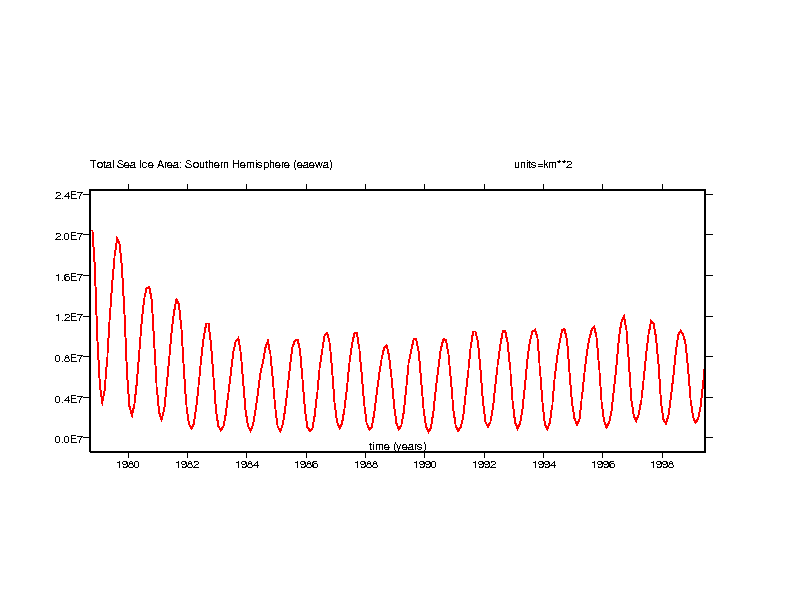 Total Sea Ice Area: Southern Hemisphere (eaewa) units=km**2
2.4E7
2.0E7
1.6E7
1.2E7
0.8E7
0.4E7
0.0E7
time (years)
1980 1982 1984 1986 1988 1990 1992 1994 1996 1998